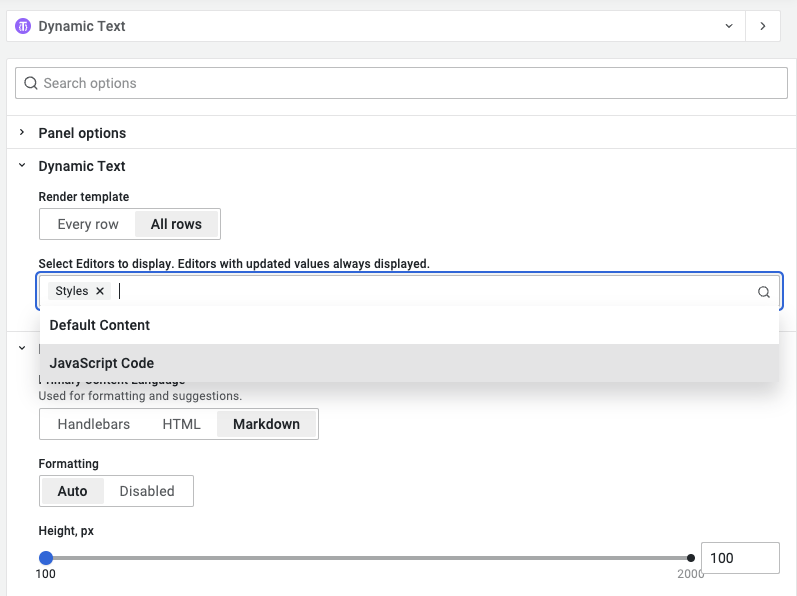 Dynamic Text
Search options
Panel options
Dynamic Text
Render template
Every row All rows
Select Editors to display. Editors with updated values always displayed.
Styles
Default Content
JavaScript Code
Primary Content Language
Used for formatting and suggestions.
Handlebars HTML Markdown
Formatting
Auto Disabled
Height, px
100
100 2000